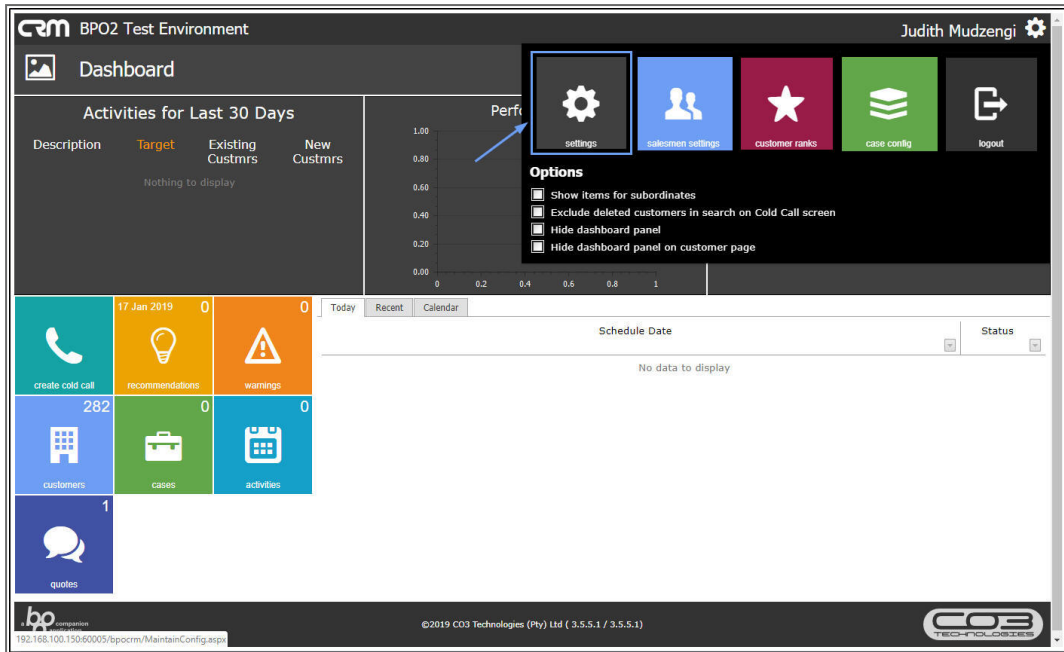 CRM BPO2 Test Environment
Judith Mudzengi
Dashboard
Activities for Last 30 Days
Description Target Existing Custmrs New Custmrs
Nothing to display
Perfo
1.00
0.80
0.60
0.40
0.20
0.00
0 0.2 0.4 0.6 0.8 1
settings
salesmen settings
customer ranks
case config
logout
Options
Show items for subordinates
Exclude deleted customers in search on Cold Call screen
Hide dashboard panel
Hide dashboard panel on customer page
create cold call
17 Jan 2019 0
recommendations
0
warnings
282
customers
0
cases
0
activities
1
quotes
Today Recent Calendar
Schedule Date Status
No data to display
a bp companion
192.168.100.150:60005/bpocrm/MaintainConfig.aspx
©2019 CO3 Technologies (Pty) Ltd ( 3.5.5.1 / 3.5.5.1)
CO3
TECHNOLOGIES